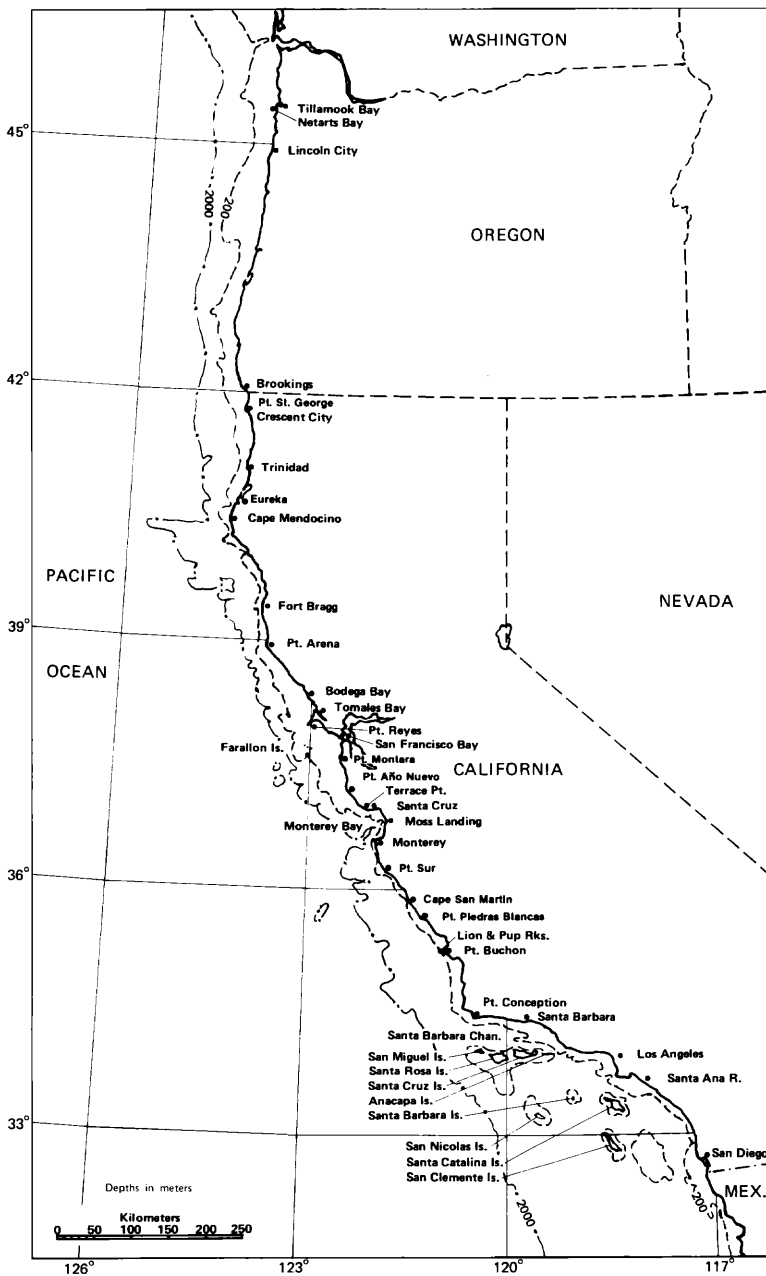 WASHINGTON
Tillamook Bay
Netarts Bay
45°
Lincoln City
2000
200
OREGON
42°
Brookings
Pt. St. George
Crescent City
Trinidad
Eureka
Cape Mendocino
PACIFIC
NEVADA
Fort Bragg
39°
Pt. Arena
OCEAN
Bodega Bay
Tomales Bay
Pt. Reyes
San Francisco Bay
Farallon Is.
Pt. Montara
CALIFORNIA
Pt. Año Nuevo
Terrace Pt.
Santa Cruz
Moss Landing
Monterey Bay
Monterey
Pt. Sur
36°
Cape San Martin
Pt. Piedras Blancas
Lion & Pup Rks.
Pt. Buchon
Pt. Conception
Santa Barbara
Santa Barbara Chan.
San Miguel Is.
Los Angeles
Santa Rosa Is.
Santa Cruz Is.
Santa Ana R.
Anacapa Is.
Santa Barbara Is.
33°
San Nicolas Is.
San Diego
Santa Catalina Is.
San Clemente Is.
MEX.
Depths in meters
2000
200
Kilometers
0 50 100 150 200 250
126° 123° 120° 117°